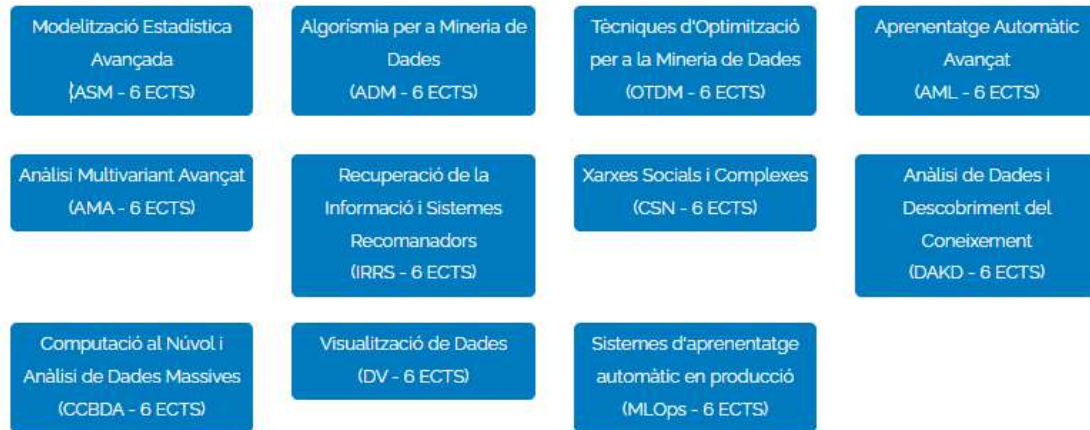 Modelització Estadística
Avançada
(ASM - 6 ECTS)
Algorísmia per a Mineria de
Dades
(ADM - 6 ECTS)
Tècniques d'Optimització
per a la Mineria de Dades
(OTDM - 6 ECTS)
Aprenentatge Automàtic
Avançat
(AML - 6 ECTS)
Anàlisi Multivariant Avançat
(AMA - 6 ECTS)
Recuperació de la
Informació i Sistemes
Recomanadors
(IRRS - 6 ECTS)
Xarxes Socials i Complexes
(CSN - 6 ECTS)
Anàlisi de Dades i
Descobriment del
Coneixement
(DAKD - 6 ECTS)
Computació al Núvol i
Anàlisi de Dades Massives
(CCBDA - 6 ECTS)
Visualització de Dades
(DV - 6 ECTS)
Sistemes d'aprenentatge
automàtic en producció
(MLOps - 6 ECTS)